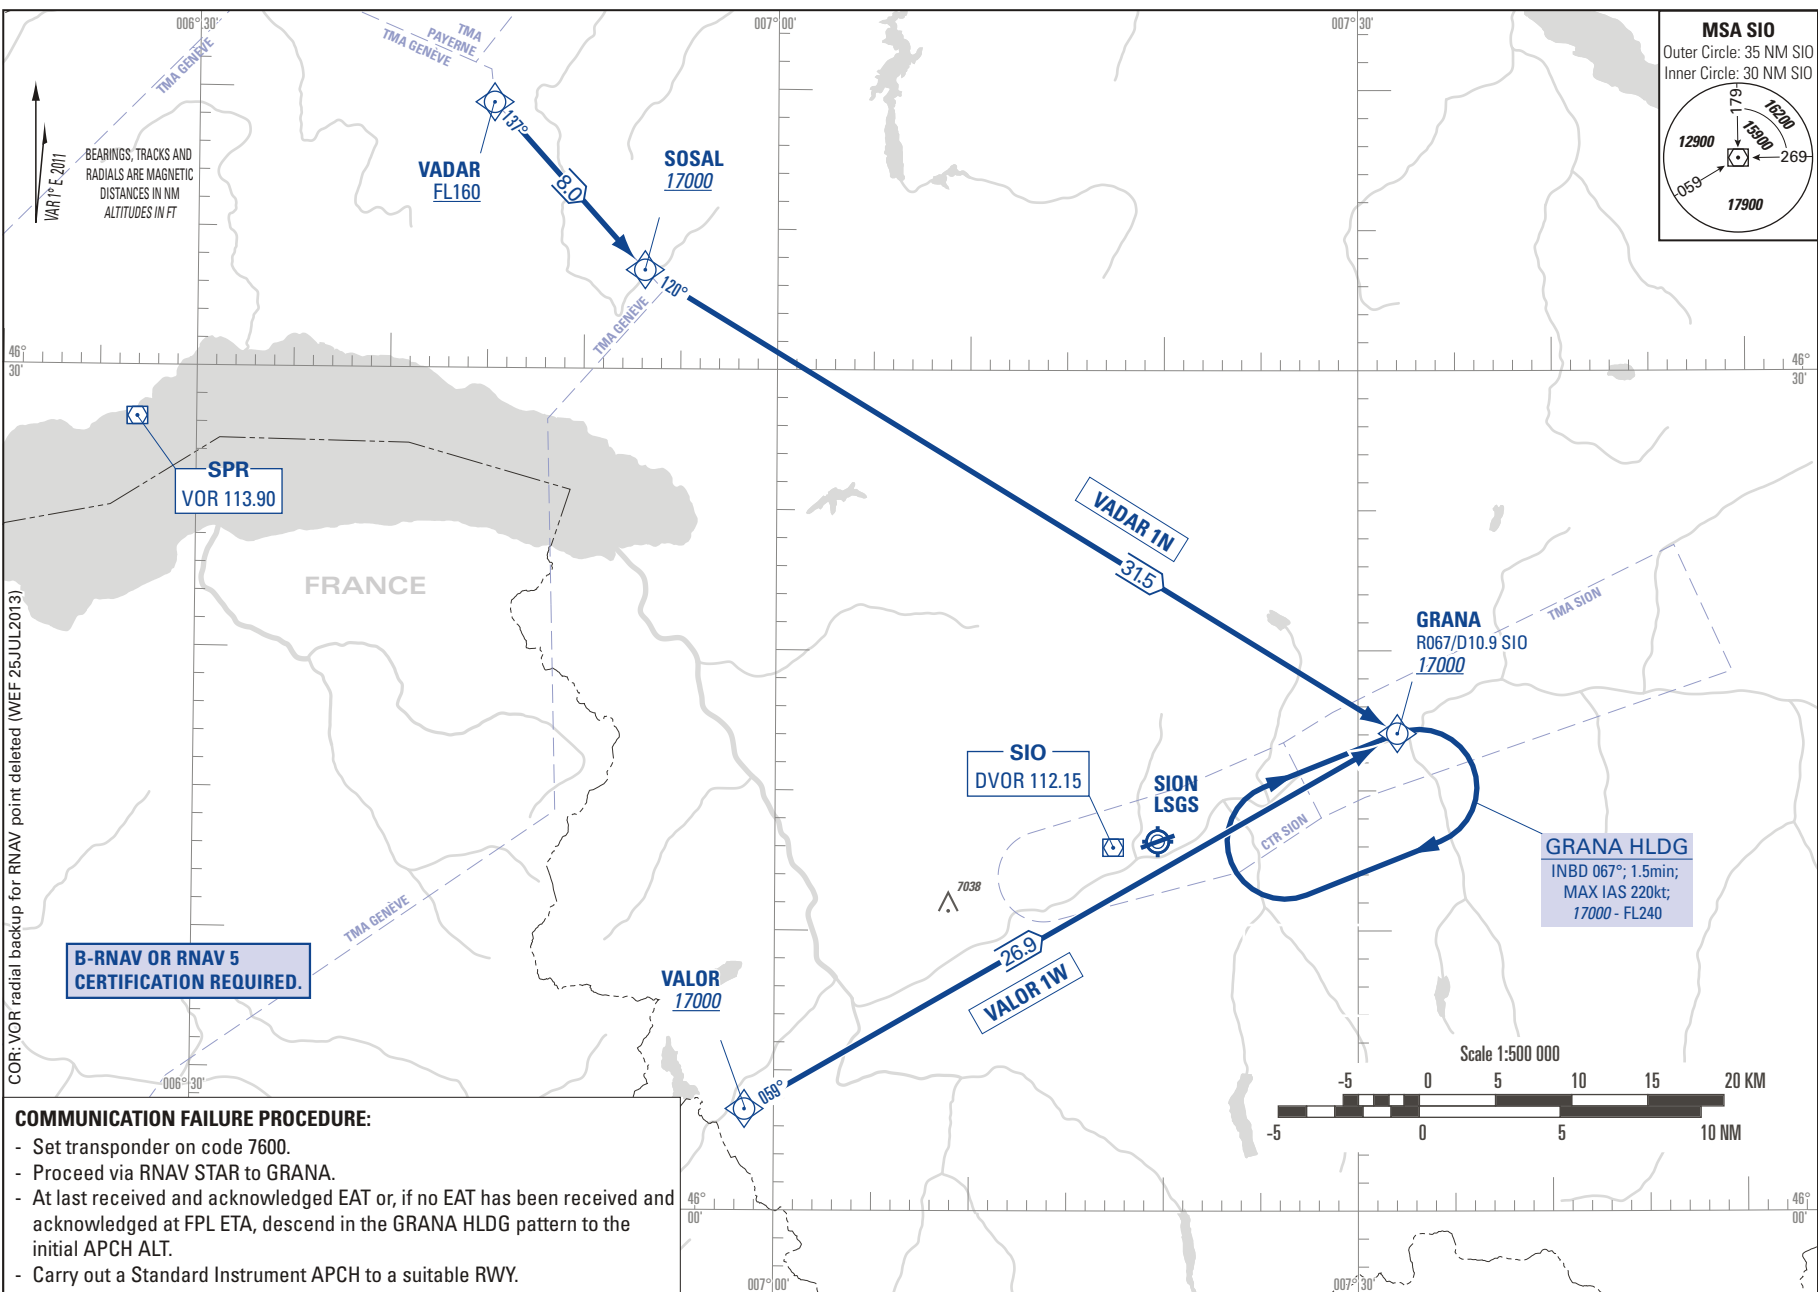 006°30'
007°00'
007°30'
TMA
PAYERNE
TMA GENÈVE
TMA GENÈVE
MSA SIO
Outer Circle: 35 NM SIO
Inner Circle: 30 NM SIO
179
16200
15900
12900
269
059
17900
VAR 1° E 2011
BEARINGS, TRACKS AND
RADIALS ARE MAGNETIC
DISTANCES IN NM
ALTITUDES IN FT
137°
VADAR
FL160
8.0
SOSAL
17000
120°
TMA GENÈVE
46°
30'
46°
30'
SPR
VOR 113.90
FRANCE
VADAR 1N
31.5
TMA SION
GRANA
R067/D10.9 SIO
17000
SIO
DVOR 112.15
SION
LSGS
CTR SION
GRANA HLDG
INBD 067°; 1.5min;
MAX IAS 220kt;
17000 - FL240
7038
TMA GENÈVE
B-RNAV OR RNAV 5
CERTIFICATION REQUIRED.
26.9
VALOR 1W
VALOR
17000
059°
COR: VOR radial backup for RNAV point deleted (WEF 25JUL2013)
006°30'
Scale 1:500 000
-5 0 5 10 15 20 KM
-5 0 5 10 NM
COMMUNICATION FAILURE PROCEDURE:
- Set transponder on code 7600.
- Proceed via RNAV STAR to GRANA.
- At last received and acknowledged EAT or, if no EAT has been received and
acknowledged at FPL ETA, descend in the GRANA HLDG pattern to the
initial APCH ALT.
- Carry out a Standard Instrument APCH to a suitable RWY.
46°
00'
46°
00'
007°00'
007°30'